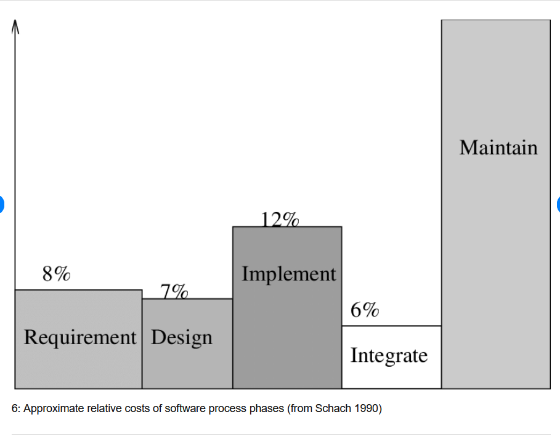 8%
7%
12%
6%
Requirement
Design
Implement
Integrate
Maintain
6: Approximate relative costs of software process phases (from Schach 1990)